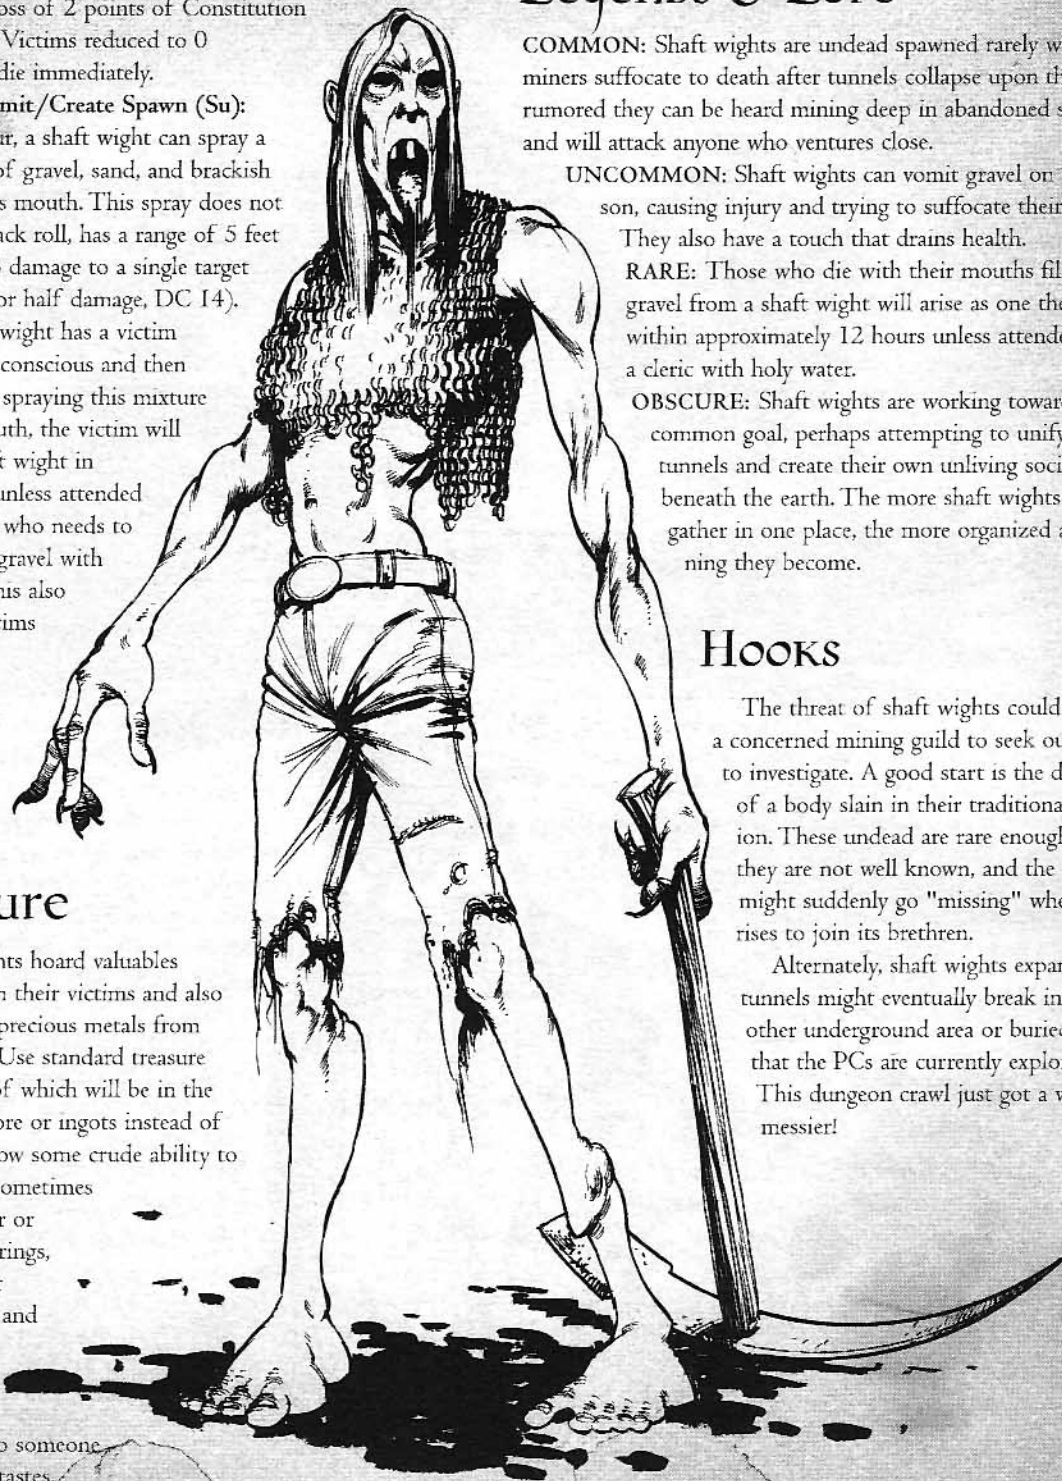 oss of 2 points of Constitution
Victims reduced to 0
die immediately.
mit/Create Spawn (Su):
ur, a shaft wight can spray a
of gravel, sand, and brackish
s mouth. This spray does not
ack roll, has a range of 5 feet
damage to a single target
or half damage, DC 14).
wight has a victim
conscious and then
spraying this mixture
uth, the victim will
t wight in
unless attended
who needs to
gravel with
his also
tims
ure
hts hoard valuables
n their victims and also
precious metals from
Use standard treasure
of which will be in the
ore or ingots instead of
ow some crude ability to
ometimes
r or
rings,
and
o someone
tastes
Legends & Lore
COMMON: Shaft wights are undead spawned rarely w
miners suffocate to death after tunnels collapse upon th
rumored they can be heard mining deep in abandoned s
and will attack anyone who ventures close.
UNCOMMON: Shaft wights can vomit gravel on
son, causing injury and trying to suffocate their
They also have a touch that drains health.
RARE: Those who die with their mouths fil
gravel from a shaft wight will arise as one the
within approximately 12 hours unless attende
a cleric with holy water.
OBSCURE: Shaft wights are working towar
common goal, perhaps attempting to unify
tunnels and create their own unliving soci
beneath the earth. The more shaft wights
gather in one place, the more organized a
ning they become.
Hooks
The threat of shaft wights could
a concerned mining guild to seek ou
to investigate. A good start is the d
of a body slain in their traditiona
ion. These undead are rare enough
they are not well known, and the
might suddenly go "missing" whe
rises to join its brethren.
Alternately, shaft wights expan
tunnels might eventually break in
other underground area or buried
that the PCs are currently explo
This dungeon crawl just got a w
messier!